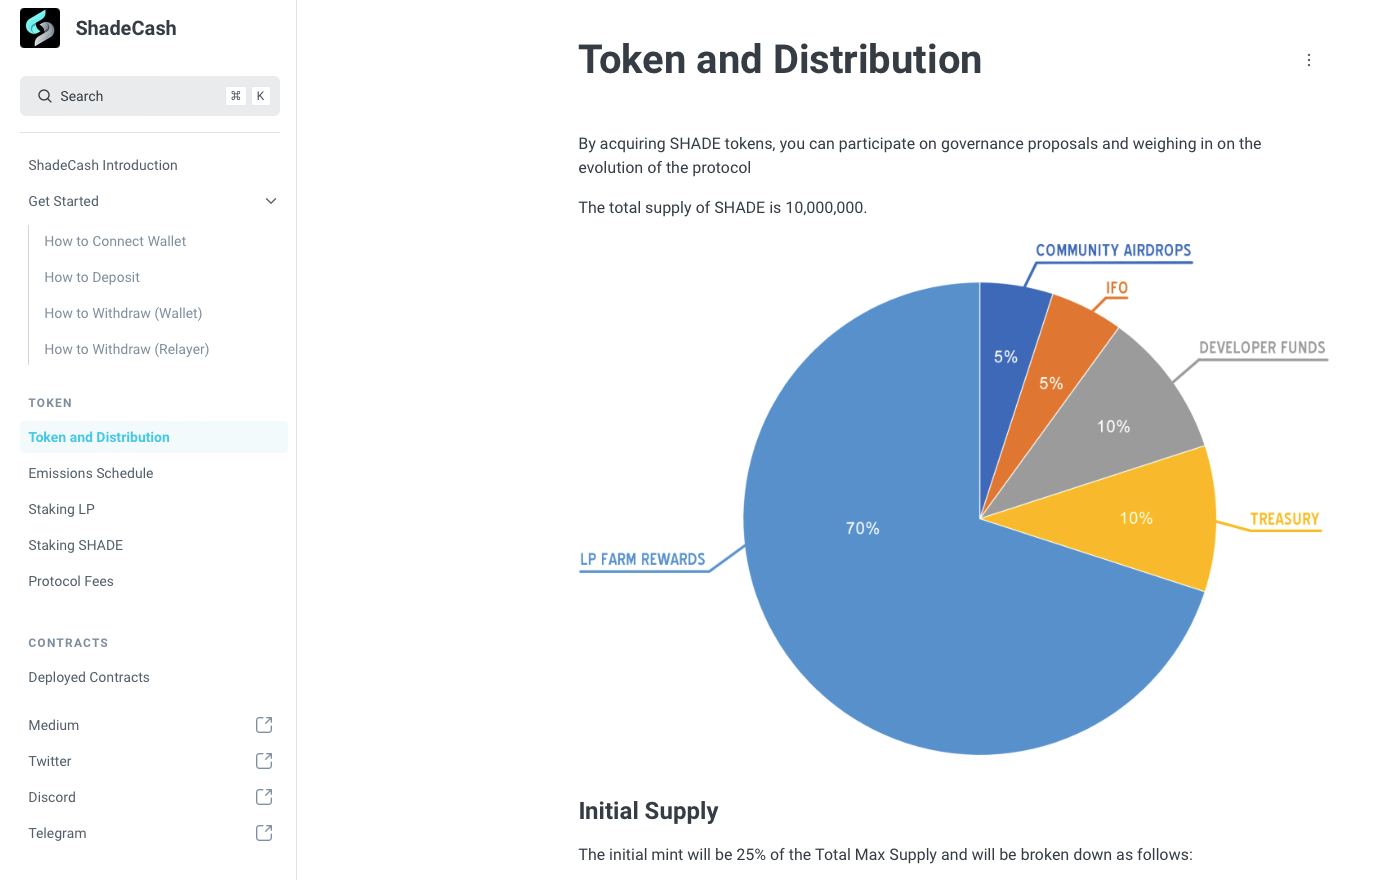 ShadeCash
Search ⌘ K
ShadeCash Introduction
Get Started
How to Connect Wallet
How to Deposit
How to Withdraw (Wallet)
How to Withdraw (Relayer)
TOKEN
Token and Distribution
Emissions Schedule
Staking LP
Staking SHADE
Protocol Fees
CONTRACTS
Deployed Contracts
Medium
Twitter
Discord
Telegram
Token and Distribution
By acquiring SHADE tokens, you can participate on governance proposals and weighing in on the
evolution of the protocol
The total supply of SHADE is 10,000,000.
COMMUNITY AIRDROPS
IFO
DEVELOPER FUNDS
5%
5%
10%
10%
TREASURY
70%
LP FARM REWARDS
Initial Supply
The initial mint will be 25% of the Total Max Supply and will be broken down as follows: